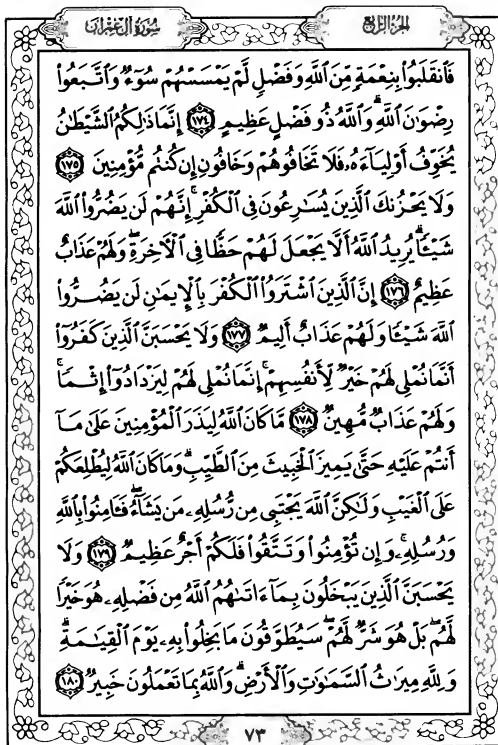 الجزء الرابع
سورة آل عمران
فَٱنقَلَبُوا۟ بِنِعْمَةٍ مِّنَ ٱللَّهِ وَفَضْلٍ لَّمْ يَمْسَسْهُمْ سُوٓءٌ وَٱتَّبَعُوا۟
رِضْوَٰنَ ٱللَّهِ ۗ وَٱللَّهُ ذُو فَضْلٍ عَظِيمٍ ١٧٤ إِنَّمَا ذَٰلِكُمُ ٱلشَّيْطَٰنُ
يُخَوِّفُ أَوْلِيَآءَهُۥ فَلَا تَخَافُوهُمْ وَخَافُونِ إِن كُنتُم مُّؤْمِنِينَ ١٧٥
وَلَا يَحْزُنكَ ٱلَّذِينَ يُسَٰرِعُونَ فِى ٱلْكُفْرِ ۚ إِنَّهُمْ لَن يَضُرُّوا۟ ٱللَّهَ
شَيْـًٔا ۗ يُرِيدُ ٱللَّهُ أَلَّا يَجْعَلَ لَهُمْ حَظًّا فِى ٱلْـَٔاخِرَةِ ۖ وَلَهُمْ عَذَابٌ
عَظِيمٌ ١٧٦ إِنَّ ٱلَّذِينَ ٱشْتَرَوُا۟ ٱلْكُفْرَ بِٱلْإِيمَٰنِ لَن يَضُرُّوا۟
ٱللَّهَ شَيْـًٔا وَلَهُمْ عَذَابٌ أَلِيمٌ ١٧٧ وَلَا يَحْسَبَنَّ ٱلَّذِينَ كَفَرُوٓا۟
أَنَّمَا نُمْلِى لَهُمْ خَيْرٌ لِّأَنفُسِهِمْ ۚ إِنَّمَا نُمْلِى لَهُمْ لِيَزْدَادُوٓا۟ إِثْمًا ۚ
وَلَهُمْ عَذَابٌ مُّهِينٌ ١٧٨ مَّا كَانَ ٱللَّهُ لِيَذَرَ ٱلْمُؤْمِنِينَ عَلَىٰ مَآ
أَنتُمْ عَلَيْهِ حَتَّىٰ يَمِيزَ ٱلْخَبِيثَ مِنَ ٱلطَّيِّبِ ۗ وَمَا كَانَ ٱللَّهُ لِيُطْلِعَكُمْ
عَلَى ٱلْغَيْبِ وَلَٰكِنَّ ٱللَّهَ يَجْتَبِى مِن رُّسُلِهِۦ مَن يَشَآءُ ۖ فَـَٔامِنُوا۟ بِٱللَّهِ
وَرُسُلِهِۦ ۚ وَإِن تُؤْمِنُوا۟ وَتَتَّقُوا۟ فَلَكُمْ أَجْرٌ عَظِيمٌ ١٧٩ وَلَا
يَحْسَبَنَّ ٱلَّذِينَ يَبْخَلُونَ بِمَآ ءَاتَىٰهُمُ ٱللَّهُ مِن فَضْلِهِۦ هُوَ خَيْرًا
لَّهُم ۖ بَلْ هُوَ شَرٌّ لَّهُمْ ۖ سَيُطَوَّقُونَ مَا بَخِلُوا۟ بِهِۦ يَوْمَ ٱلْقِيَٰمَةِ ۗ
وَلِلَّهِ مِيرَٰثُ ٱلسَّمَٰوَٰتِ وَٱلْأَرْضِ ۗ وَٱللَّهُ بِمَا تَعْمَلُونَ خَبِيرٌ ١٨٠
٧٣